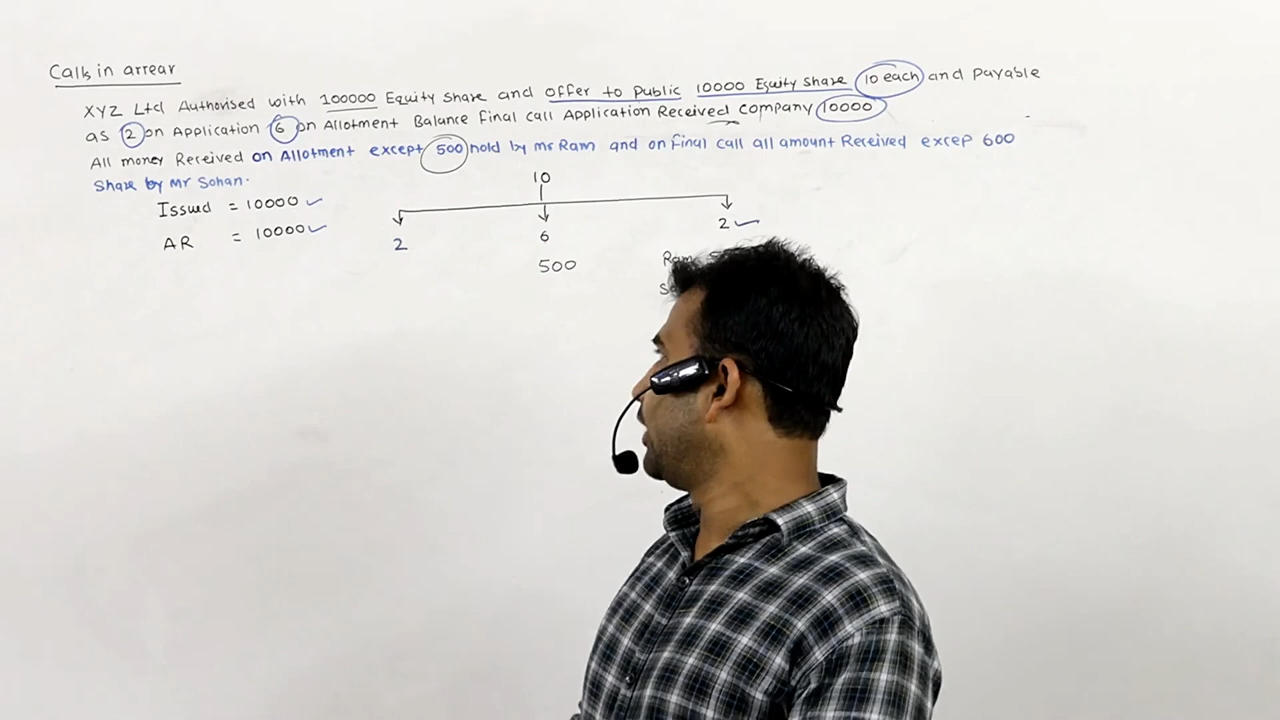 Calls in arrear
XYZ Ltd Authorised with 100000 Equity Share and offer to Public 10000 Equity share 10 each and payable
as 2 on Application 6 on Allotment Balance Final call Application Received company 10000
All money Received on Allotment except 500 hold by mr Ram and on Final call all amount Received excep 600
Share by Mr Sohan.
10
Issued = 10000 ✓
AR = 10000 ✓
2 6 2 ✓
500
Ram